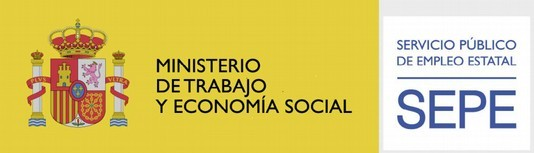 MINISTERIO
DE TRABAJO
Y ECONOMÍA SOCIAL
SERVICIO PÚBLICO
DE EMPLEO ESTATAL
SEPE